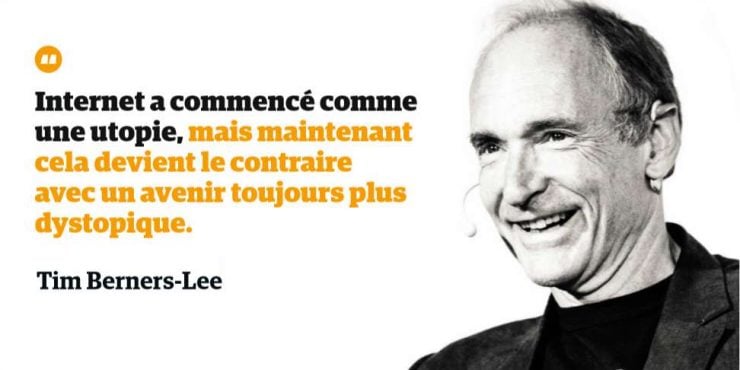 Internet a commencé comme
une utopie, mais maintenant
cela devient le contraire
avec un avenir toujours plus
dystopique.
Tim Berners-Lee